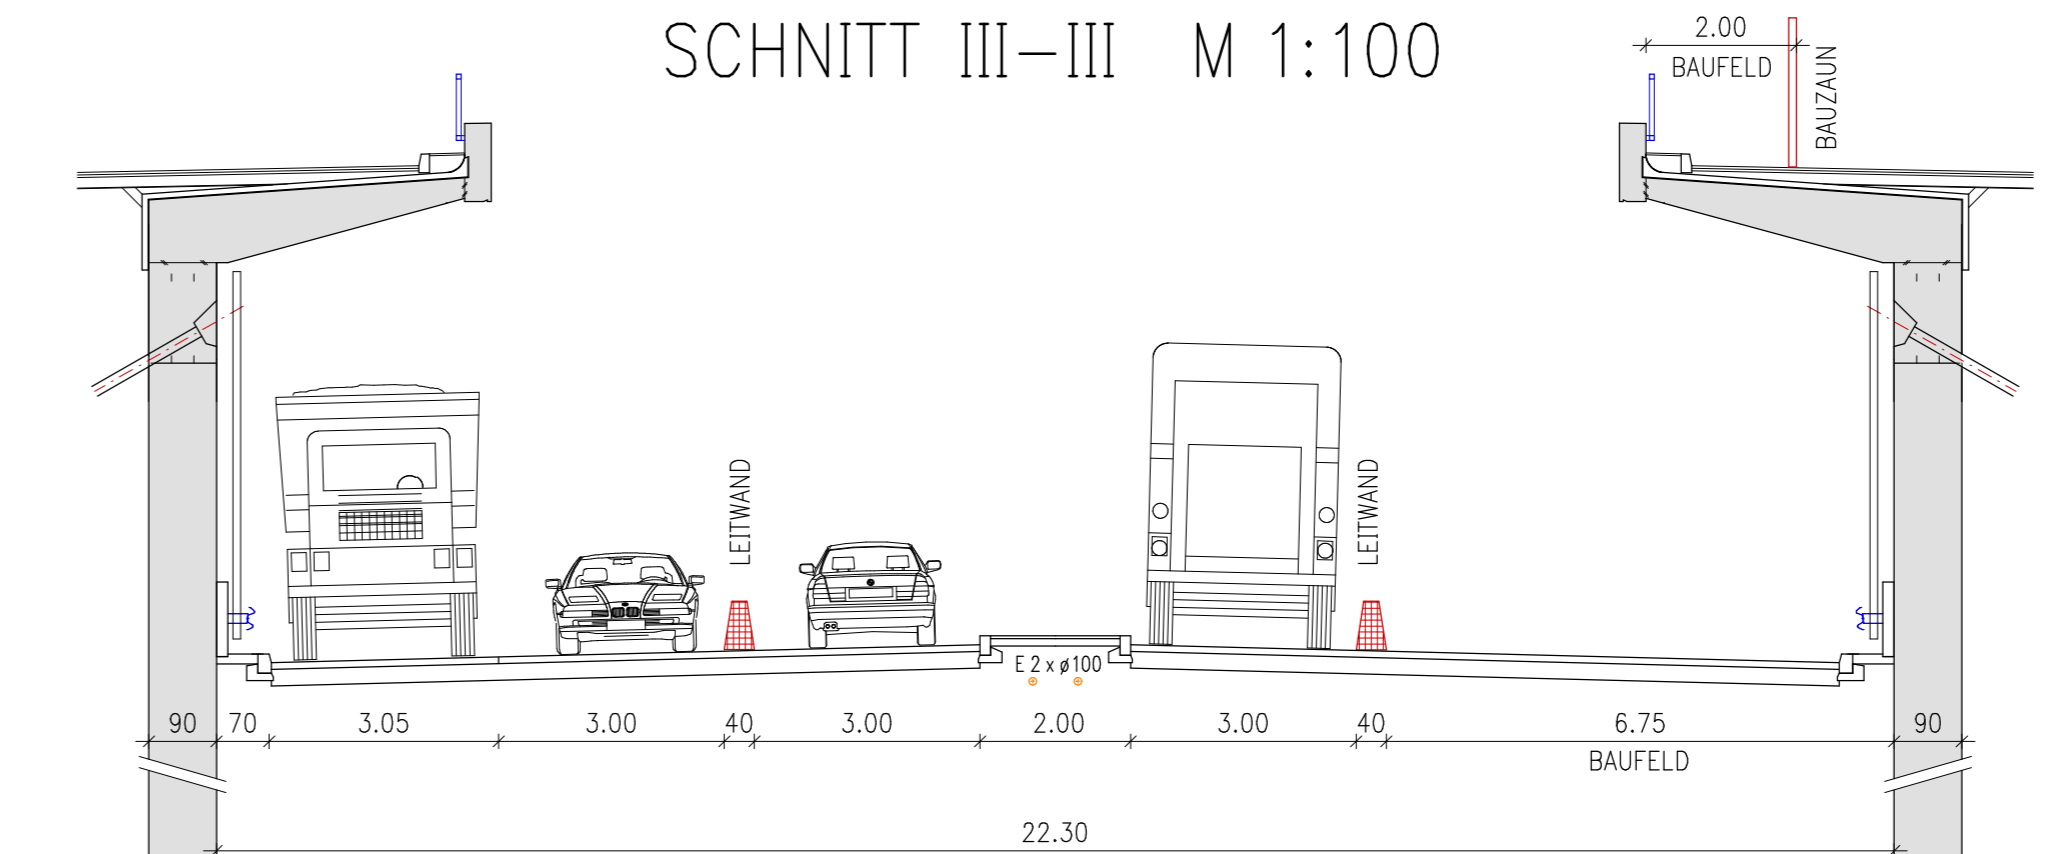 SCHNITT III-III M 1:100
2.00
BAUFELD
BAUZAUN
LEITWAND
LEITWAND
E 2 x ø100
90 70 3.05 3.00 40 3.00 2.00 3.00 40 6.75 90
BAUFELD
22.30